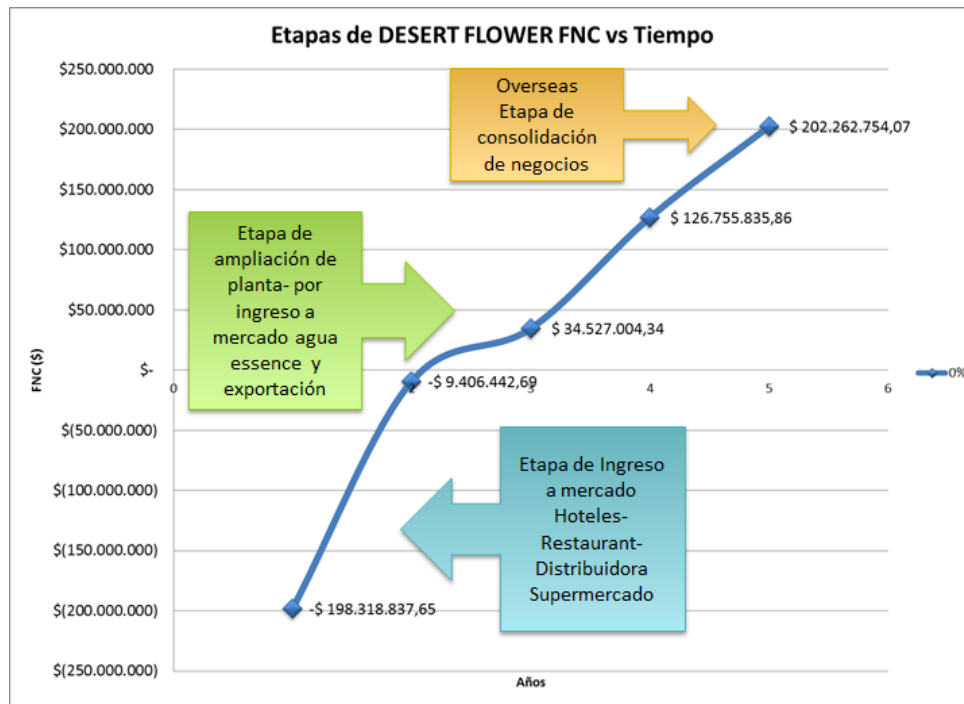 Etapas de DESERT FLOWER FNC vs Tiempo
$250.000.000
$200.000.000
$150.000.000
$100.000.000
$50.000.000
$-
$(50.000.000)
$(100.000.000)
$(150.000.000)
$(200.000.000)
$(250.000.000)
FNC ($)
Overseas
Etapa de
consolidación
de negocios
$ 202.262.754,07
$ 126.755.835,86
Etapa de
ampliación de
planta- por
ingreso a
mercado agua
essence y
exportación
$ 34.527.004,34
-$ 9.406.442,69
0 2 3 4 5 6
0%
Etapa de Ingreso
a mercado
Hoteles-
Restaurant-
Distribuidora
Supermercado
-$ 198.318.837,65
Años